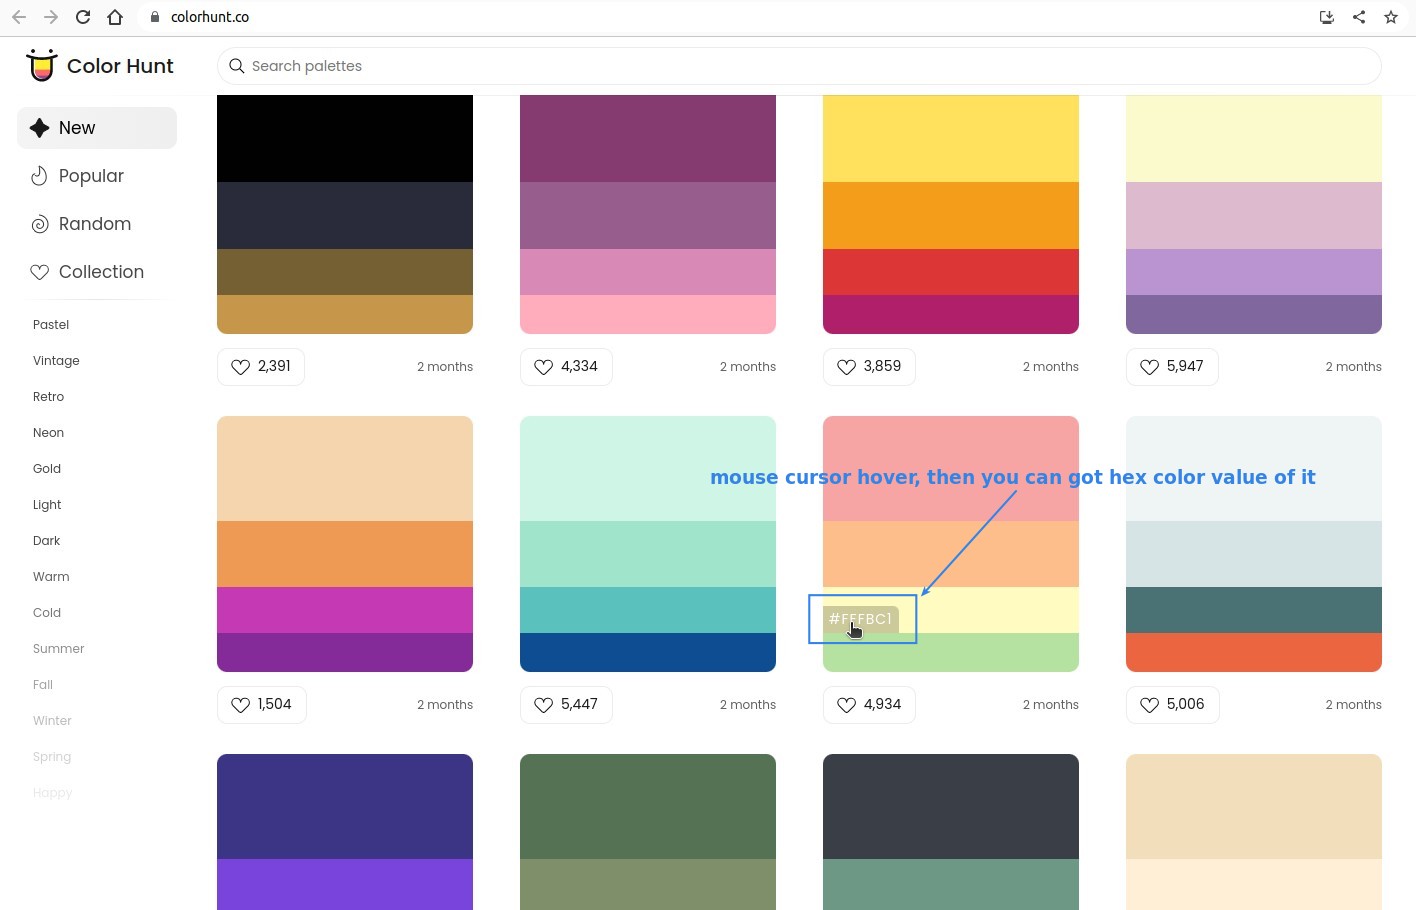 colorhunt.co
Color Hunt
Search palettes
New
Popular
Random
Collection
Pastel
Vintage
Retro
Neon
Gold
Light
Dark
Warm
Cold
Summer
Fall
Winter
Spring
Happy
2,391 2 months
4,334 2 months
3,859 2 months
5,947 2 months
mouse cursor hover, then you can got hex color value of it
#FFFBC1
1,504 2 months
5,447 2 months
4,934 2 months
5,006 2 months